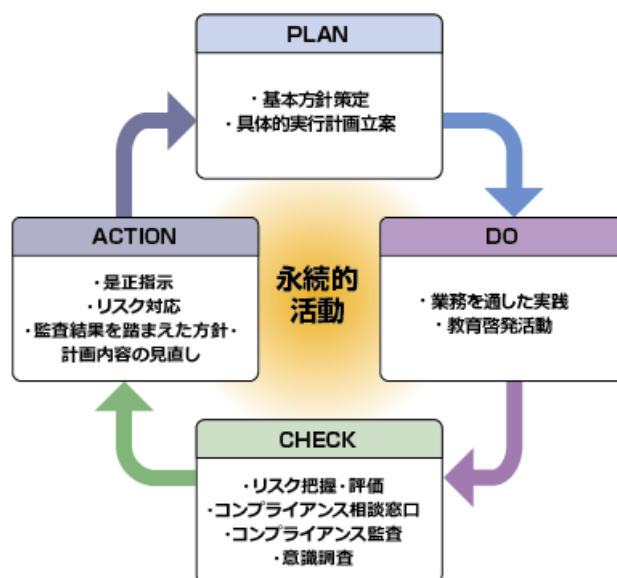 PLAN
・基本方針策定
・具体的実行計画立案
ACTION
・是正指示
・リスク対応
・監査結果を踏まえた方針・
計画内容の見直し
永続的
活動
DO
・業務を通した実践
・教育啓発活動
CHECK
・リスク把握・評価
・コンプライアンス相談窓口
・コンプライアンス監査
・意識調査